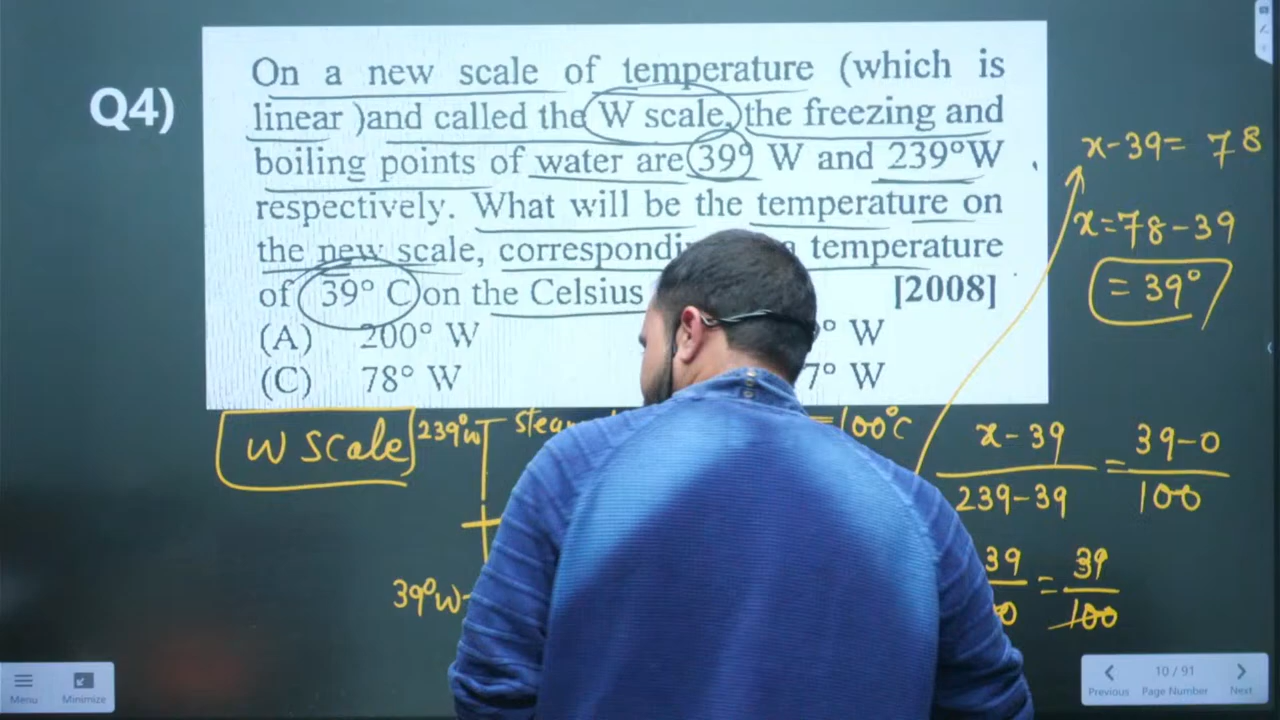 Q4)
On a new scale of temperature (which is
linear )and called the W scale, the freezing and
boiling points of water are 39° W and 239°W
respectively. What will be the temperature on
the new scale, corresponding temperature
of 39° C on the Celsius [2008]
(A) 200° W ° W
(C) 78° W 7° W
x-39= 78
x=78-39
= 39°
W Scale 239°W =100°C
39°W
x-39 / 239-39 = 39-0 / 100
39 = 39 / 100
Menu
Minimize
10 / 91
Previous Page Number Next